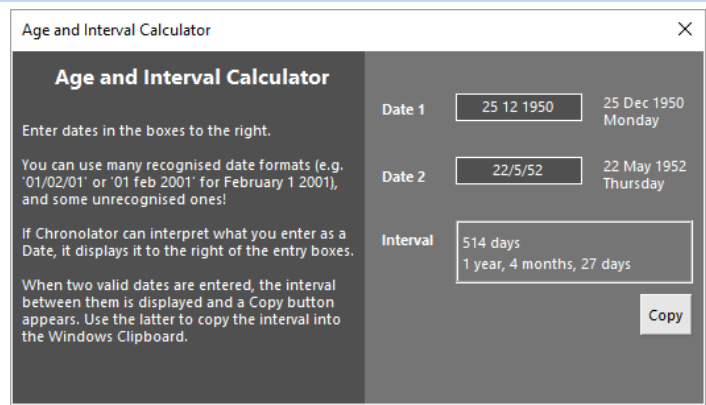 Age and Interval Calculator
Age and Interval Calculator
Enter dates in the boxes to the right.
You can use many recognised date formats (e.g.
'01/02/01' or '01 feb 2001' for February 1 2001),
and some unrecognised ones!
If Chronolator can interpret what you enter as a
Date, it displays it to the right of the entry boxes.
When two valid dates are entered, the interval
between them is displayed and a Copy button
appears. Use the latter to copy the interval into
the Windows Clipboard.
Date 1
25 12 1950
25 Dec 1950
Monday
Date 2
22/5/52
22 May 1952
Thursday
Interval
514 days
1 year, 4 months, 27 days
Copy